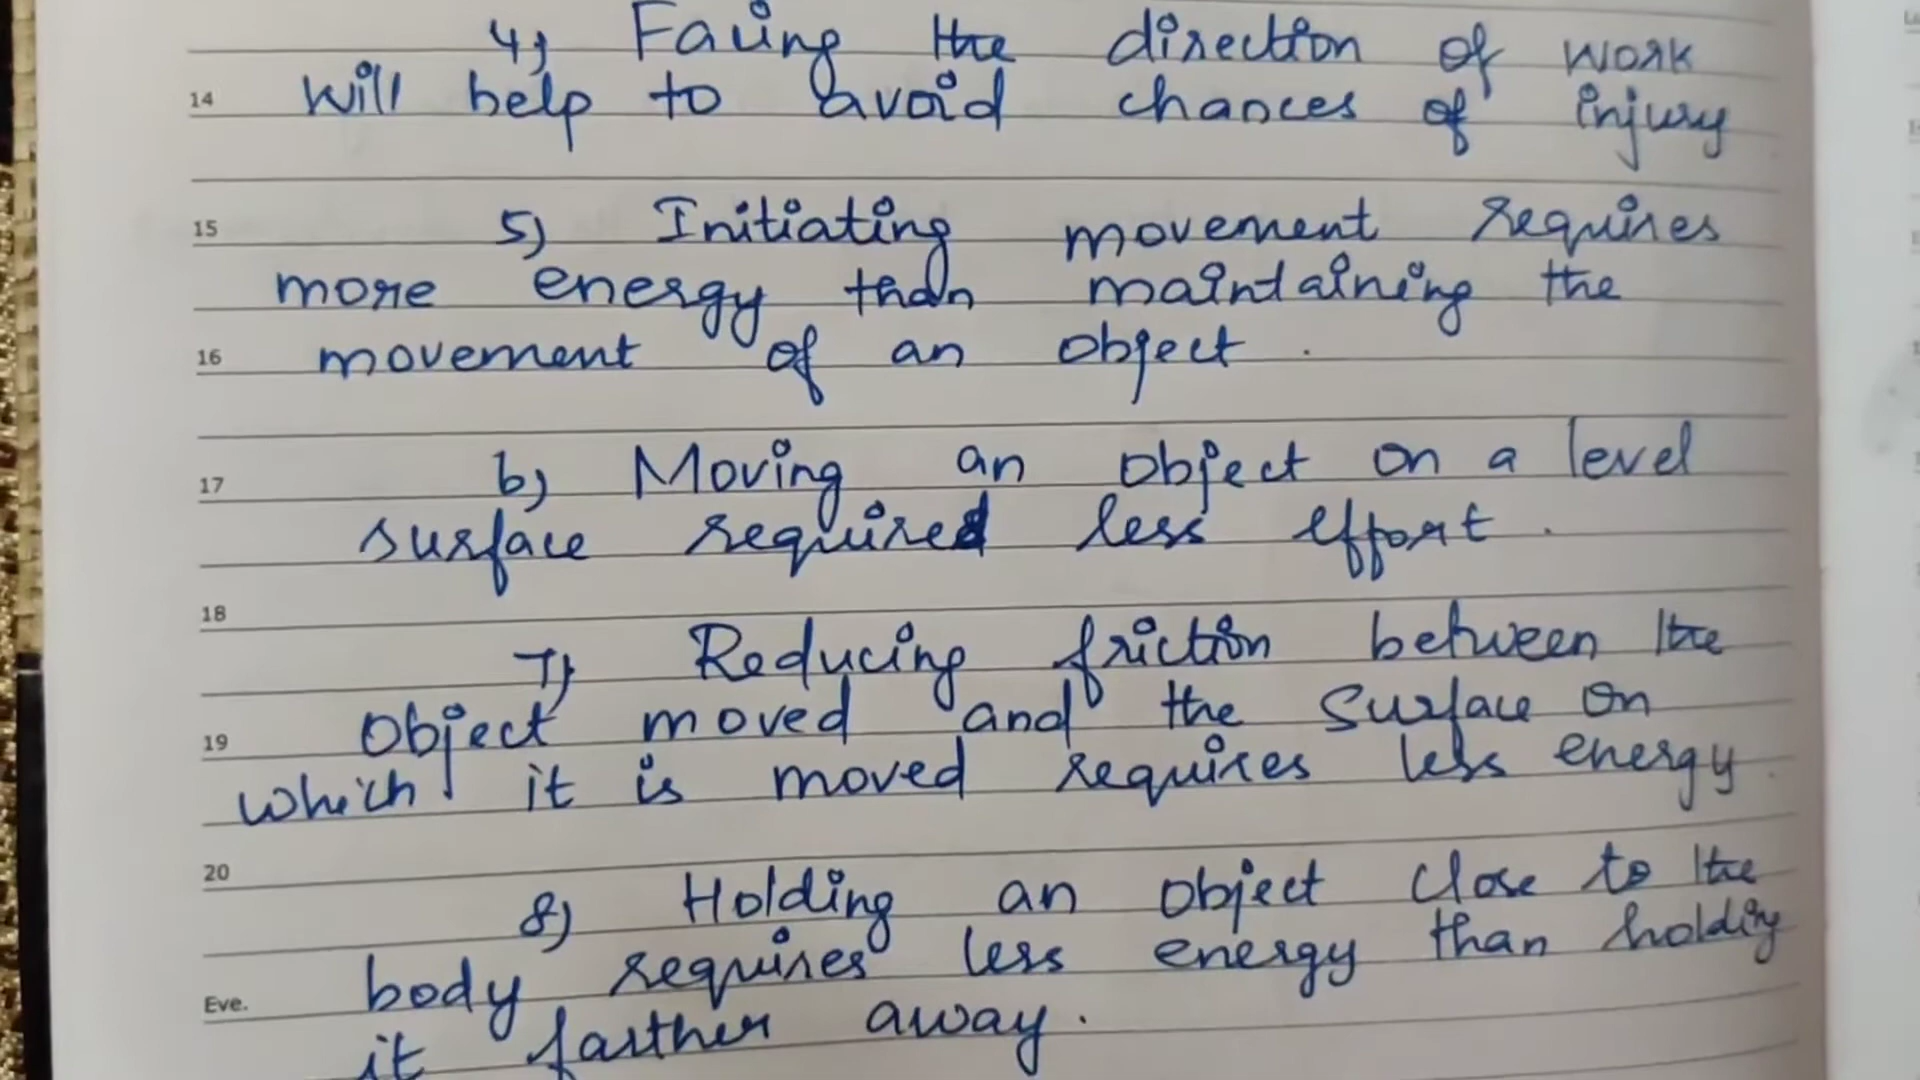 4) Facing the direction of work
14 will help to avoid chances of injury
15 5) Initiating movement requires
more energy than maintaining the
16 movement of an object.
17 6) Moving an object on a level
surface required less effort.
18
7) Reducing friction between the
19 object moved and the surface on
which it is moved requires less energy.
20
8) Holding an object close to the
Eve. body requires less energy than holding
it farther away.